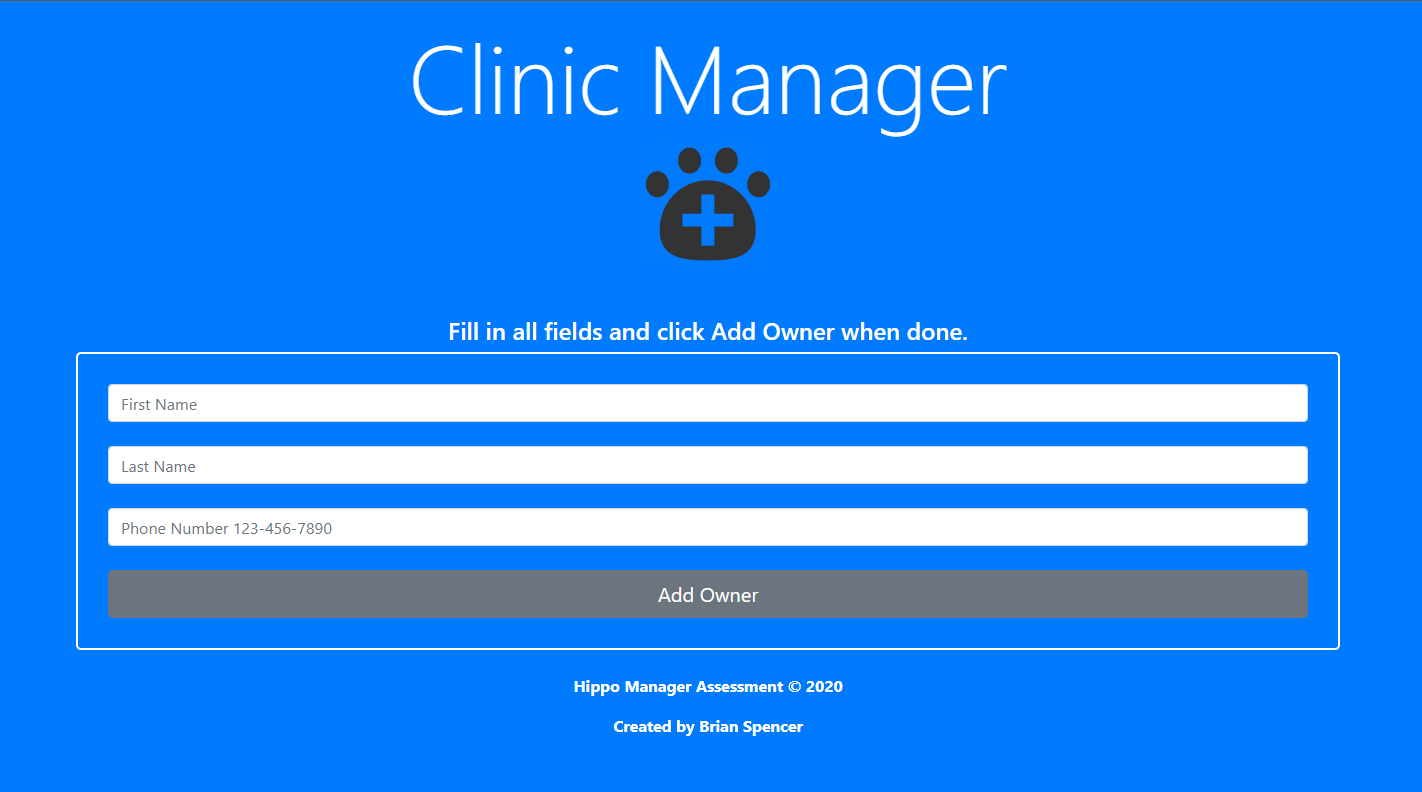 Clinic Manager
Fill in all fields and click Add Owner when done.
First Name
Last Name
Phone Number 123-456-7890
Add Owner
Hippo Manager Assessment © 2020
Created by Brian Spencer